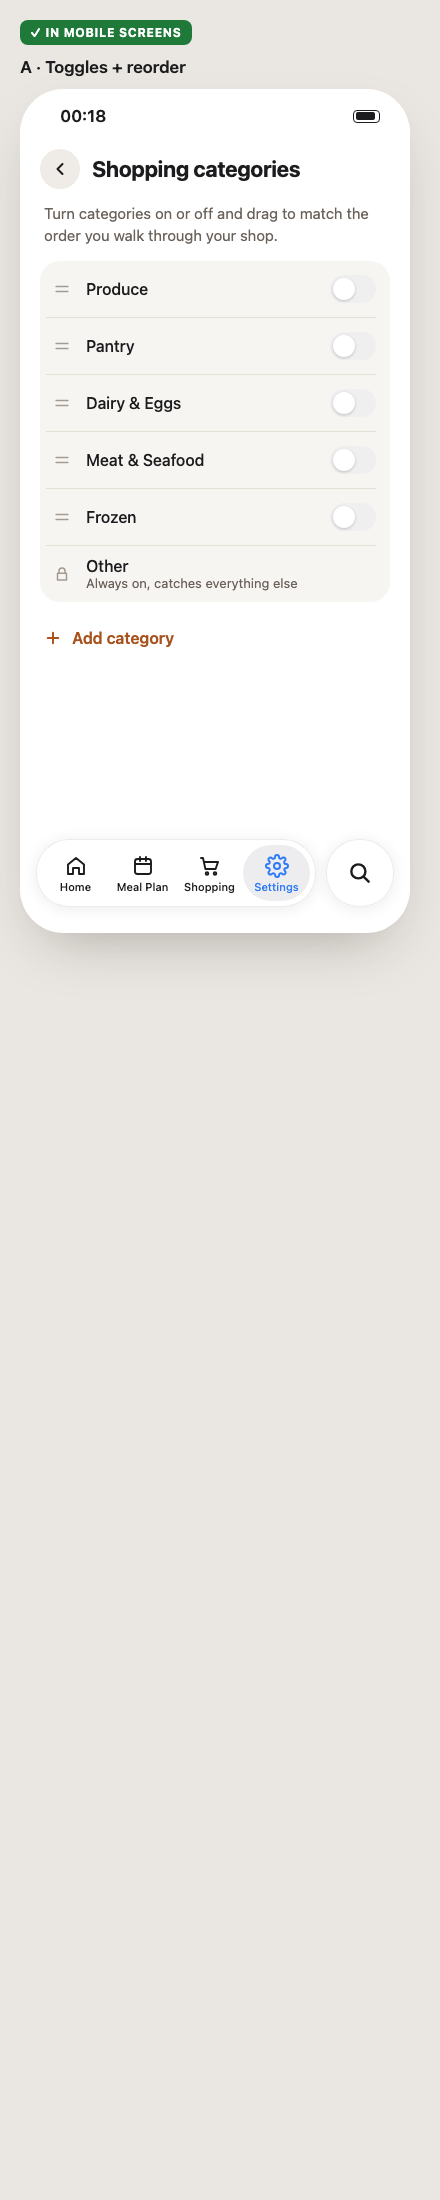 ✓ IN MOBILE SCREENS
A · Toggles + reorder
00:18
Shopping categories
Turn categories on or off and drag to match the
order you walk through your shop.
Produce
Pantry
Dairy & Eggs
Meat & Seafood
Frozen
Other
Always on, catches everything else
+ Add category
Home Meal Plan Shopping Settings